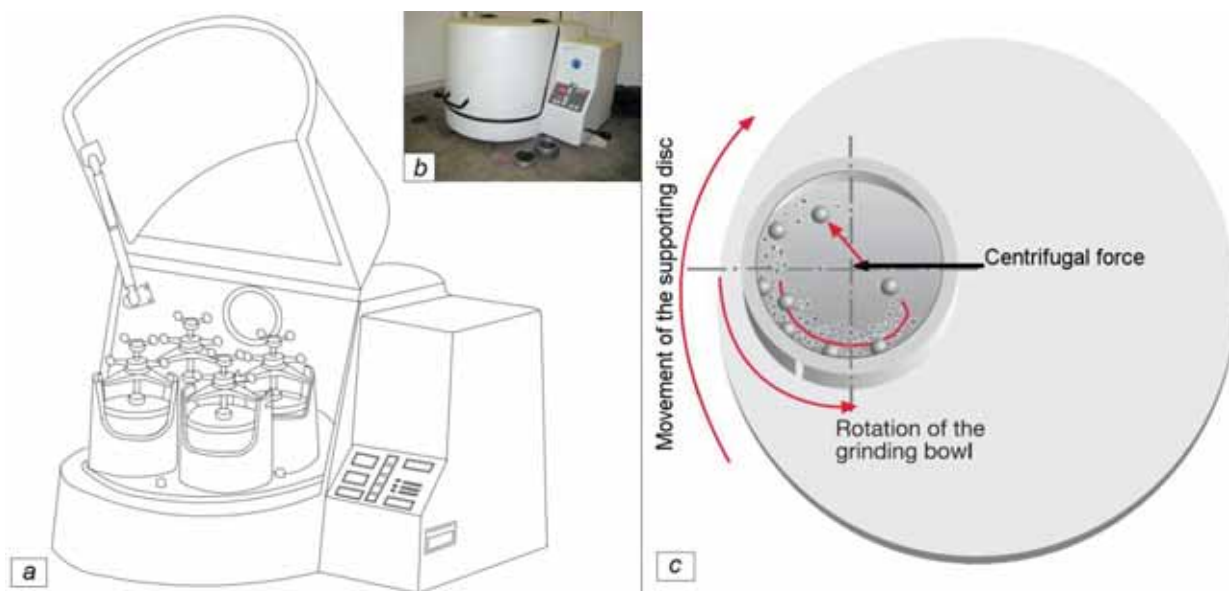 a
b
c
Movement of the supporting disc
Centrifugal force
Rotation of the
grinding bowl